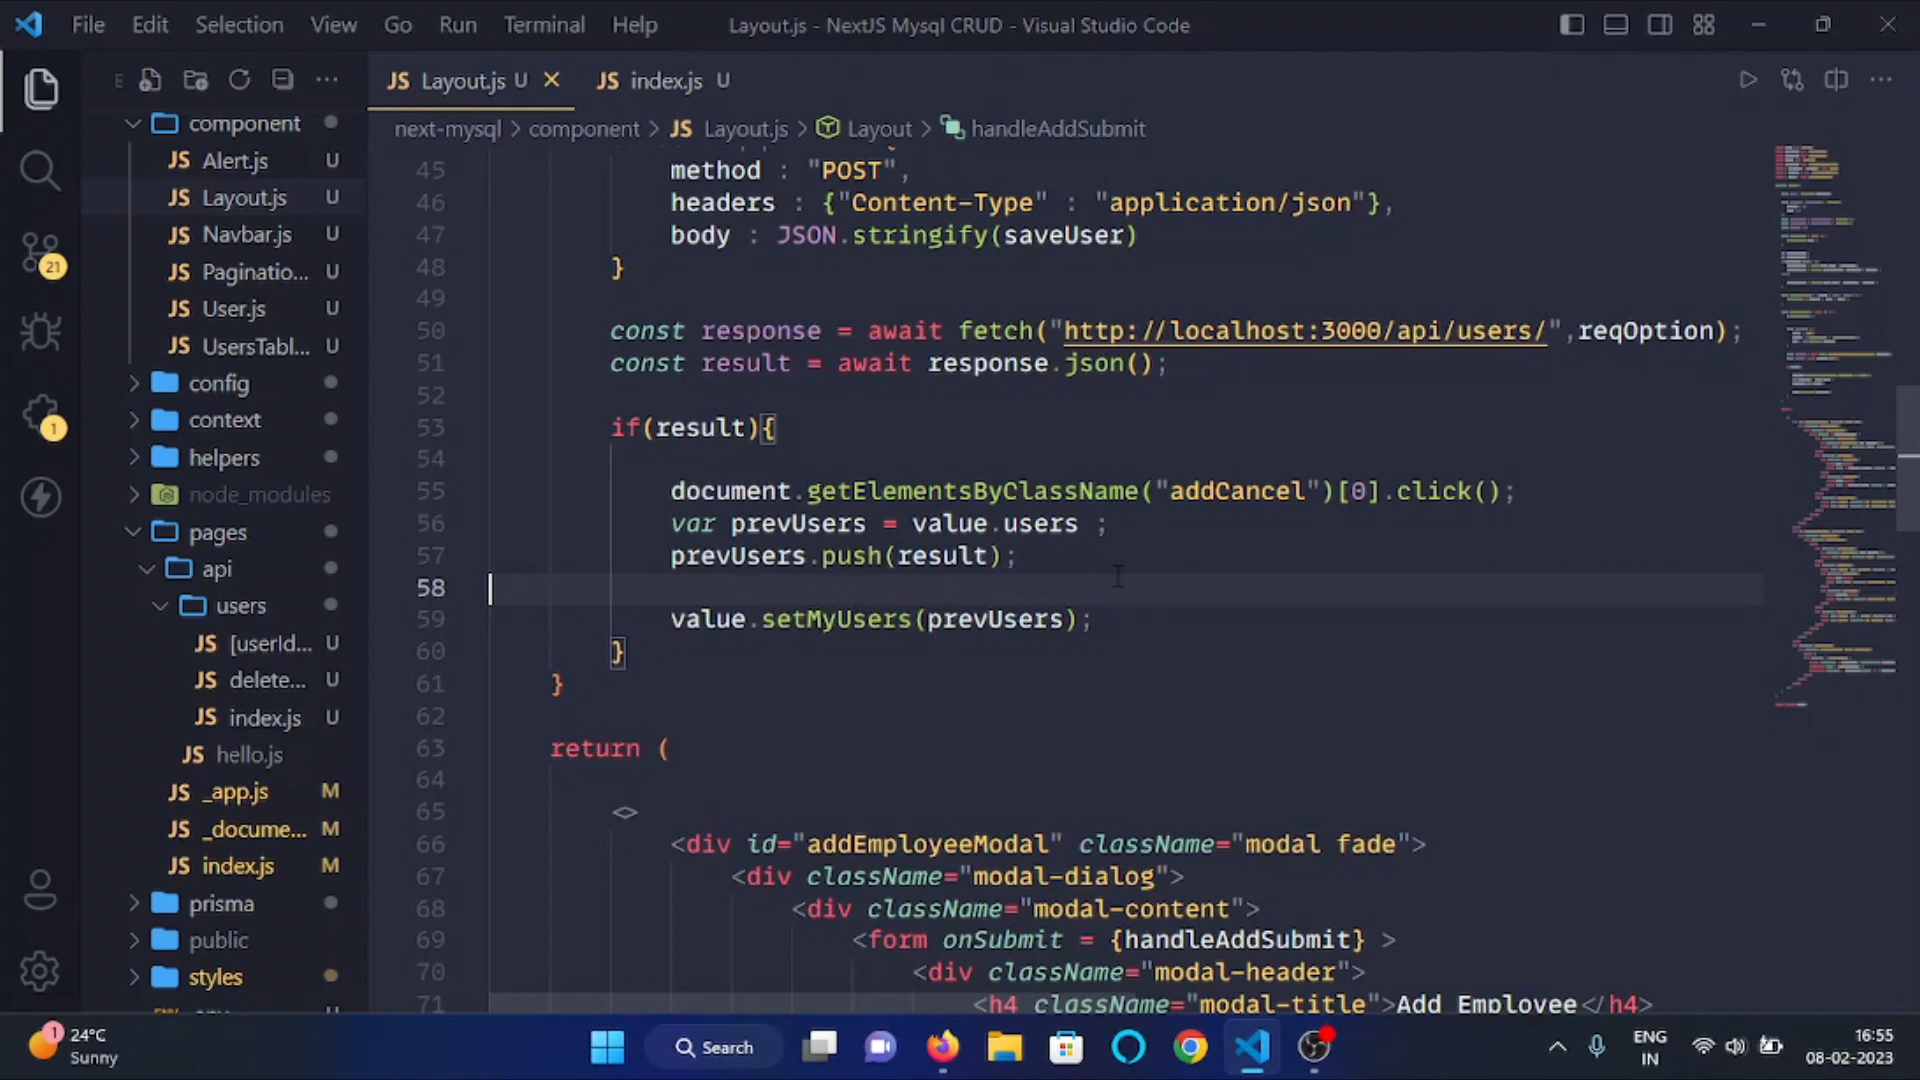 File Edit Selection View Go Run Terminal Help
Layout.js - NextJS Mysql CRUD - Visual Studio Code
E
JS Layout.js U
JS index.js U
next-mysql > component > JS Layout.js > Layout > handleAddSubmit
component
JS Alert.js U
JS Layout.js U
JS Navbar.js U
JS Paginatio... U
JS User.js U
JS UsersTabl... U
config
context
helpers
node_modules
pages
api
users
JS [userId... U
JS delete... U
JS index.js U
JS hello.js
JS _app.js M
JS _docume... M
JS index.js M
prisma
public
styles
21
1
45 method : "POST",
46 headers : {"Content-Type" : "application/json"},
47 body : JSON.stringify(saveUser)
48 }
49
50 const response = await fetch("http://localhost:3000/api/users/",reqOption);
51 const result = await response.json();
52
53 if(result){
54
55 document.getElementsByClassName("addCancel")[0].click();
56 var prevUsers = value.users ;
57 prevUsers.push(result);
58
59 value.setMyUsers(prevUsers);
60 }
61 }
62
63 return (
64
65 <>
66 <div id="addEmployeeModal" className="modal fade">
67 <div className="modal-dialog">
68 <div className="modal-content">
69 <form onSubmit = {handleAddSubmit} >
70 <div className="modal-header">
71 <h4 className="modal-title">Add Employee</h4>
1
24°C
Sunny
Search
ENG
IN
16:55
08-02-2023